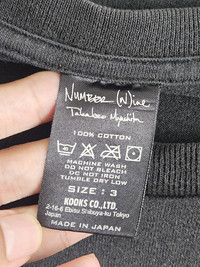 NUMBER (N)ine
Takahiro Miyashita
100% COTTON
MACHINE WASH
DO NOT BLEACH
DO NOT IRON
TUMBLE DRY LOW
SIZE : 3
KOOKS CO.,LTD.
2-16-6 Ebisu Shibuya-ku Tokyo
Japan
MADE IN JAPAN